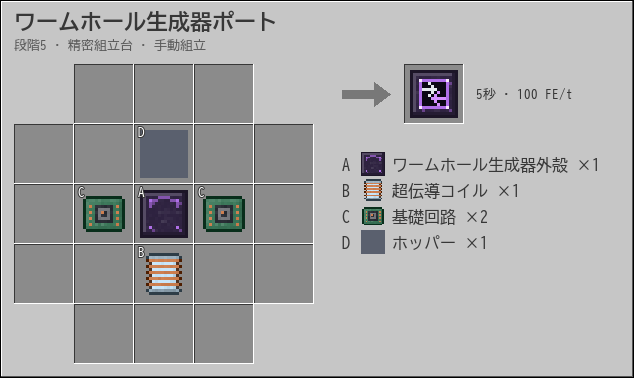 ワームホール生成器ポート
段階5 · 精密組立台 · 手動組立
D
C
A
C
B
5秒 · 100 FE/t
A ワームホール生成器外殻 ×1
B 超伝導コイル ×1
C 基礎回路 ×2
D ホッパー ×1